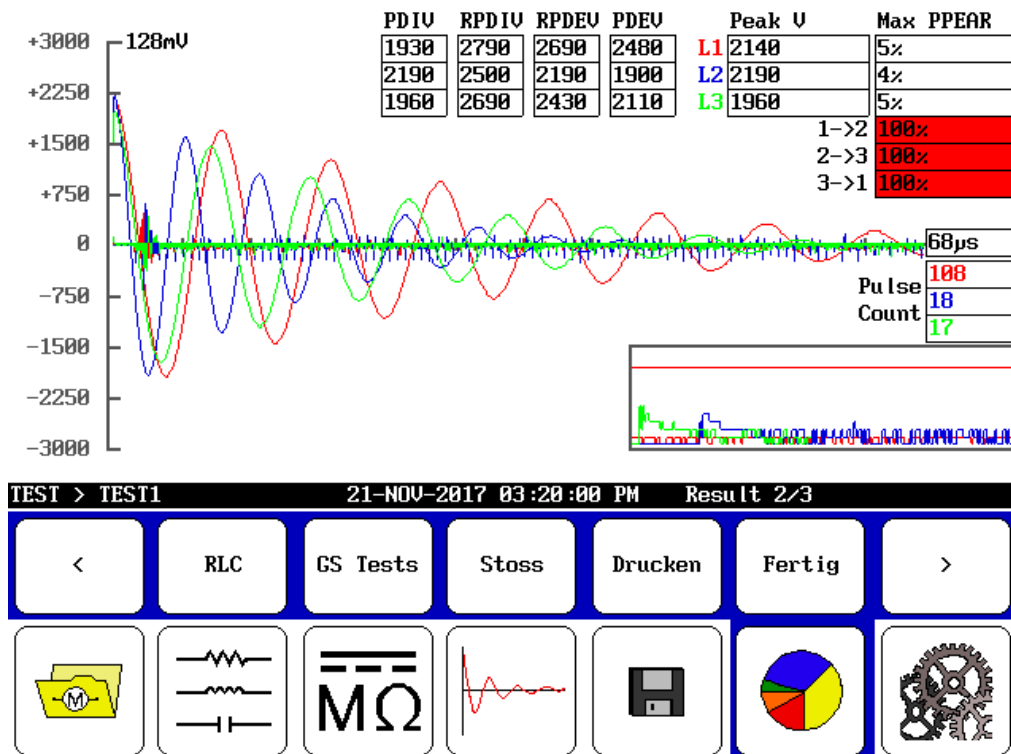 PDIV RPDIV RPDEV PDEV Peak V Max PPEAR
+3000 128mV 1930 2790 2690 2480 L1 2140 5%
2190 2500 2190 1900 L2 2190 4%
+2250 1960 2690 2430 2110 L3 1960 5%
+1500 1->2 100%
2->3 100%
+750 3->1 100%
0 68µs
-750 Pulse Count 108
18
17
-1500
-2250
-3000
TEST > TEST1 21-NOV-2017 03:20:00 PM Result 2/3
< RLC GS Tests Stoss Drucken Fertig >
M MΩ